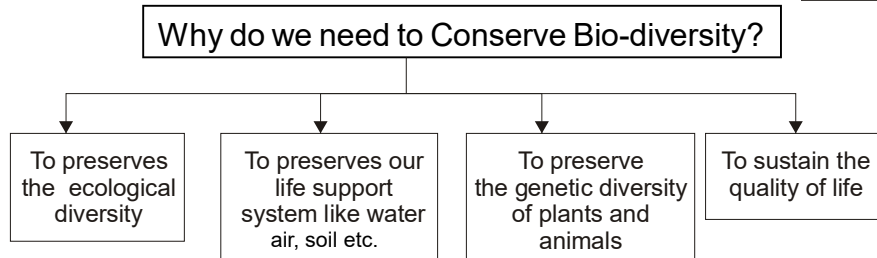 Why do we need to Conserve Bio-diversity?
To preserves
the ecological
diversity
To preserves our
life support
system like water
air, soil etc.
To preserve
the genetic diversity
of plants and
animals
To sustain the
quality of life